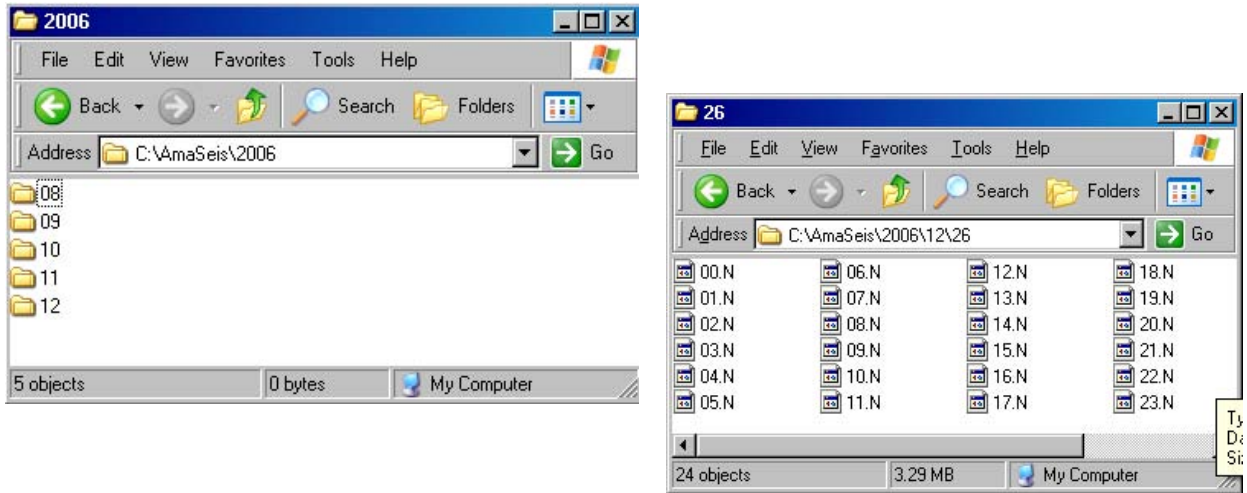 2006
File Edit View Favorites Tools Help
Back Search Folders
Address C:\AmaSeis\2006 Go
08
09
10
11
12
5 objects 0 bytes My Computer
26
File Edit View Favorites Tools Help
Back Search Folders
Address C:\AmaSeis\2006\12\26 Go
00.N 06.N 12.N 18.N
01.N 07.N 13.N 19.N
02.N 08.N 14.N 20.N
03.N 09.N 15.N 21.N
04.N 10.N 16.N 22.N
05.N 11.N 17.N 23.N
Ty
Da
Siz
24 objects 3.29 MB My Computer